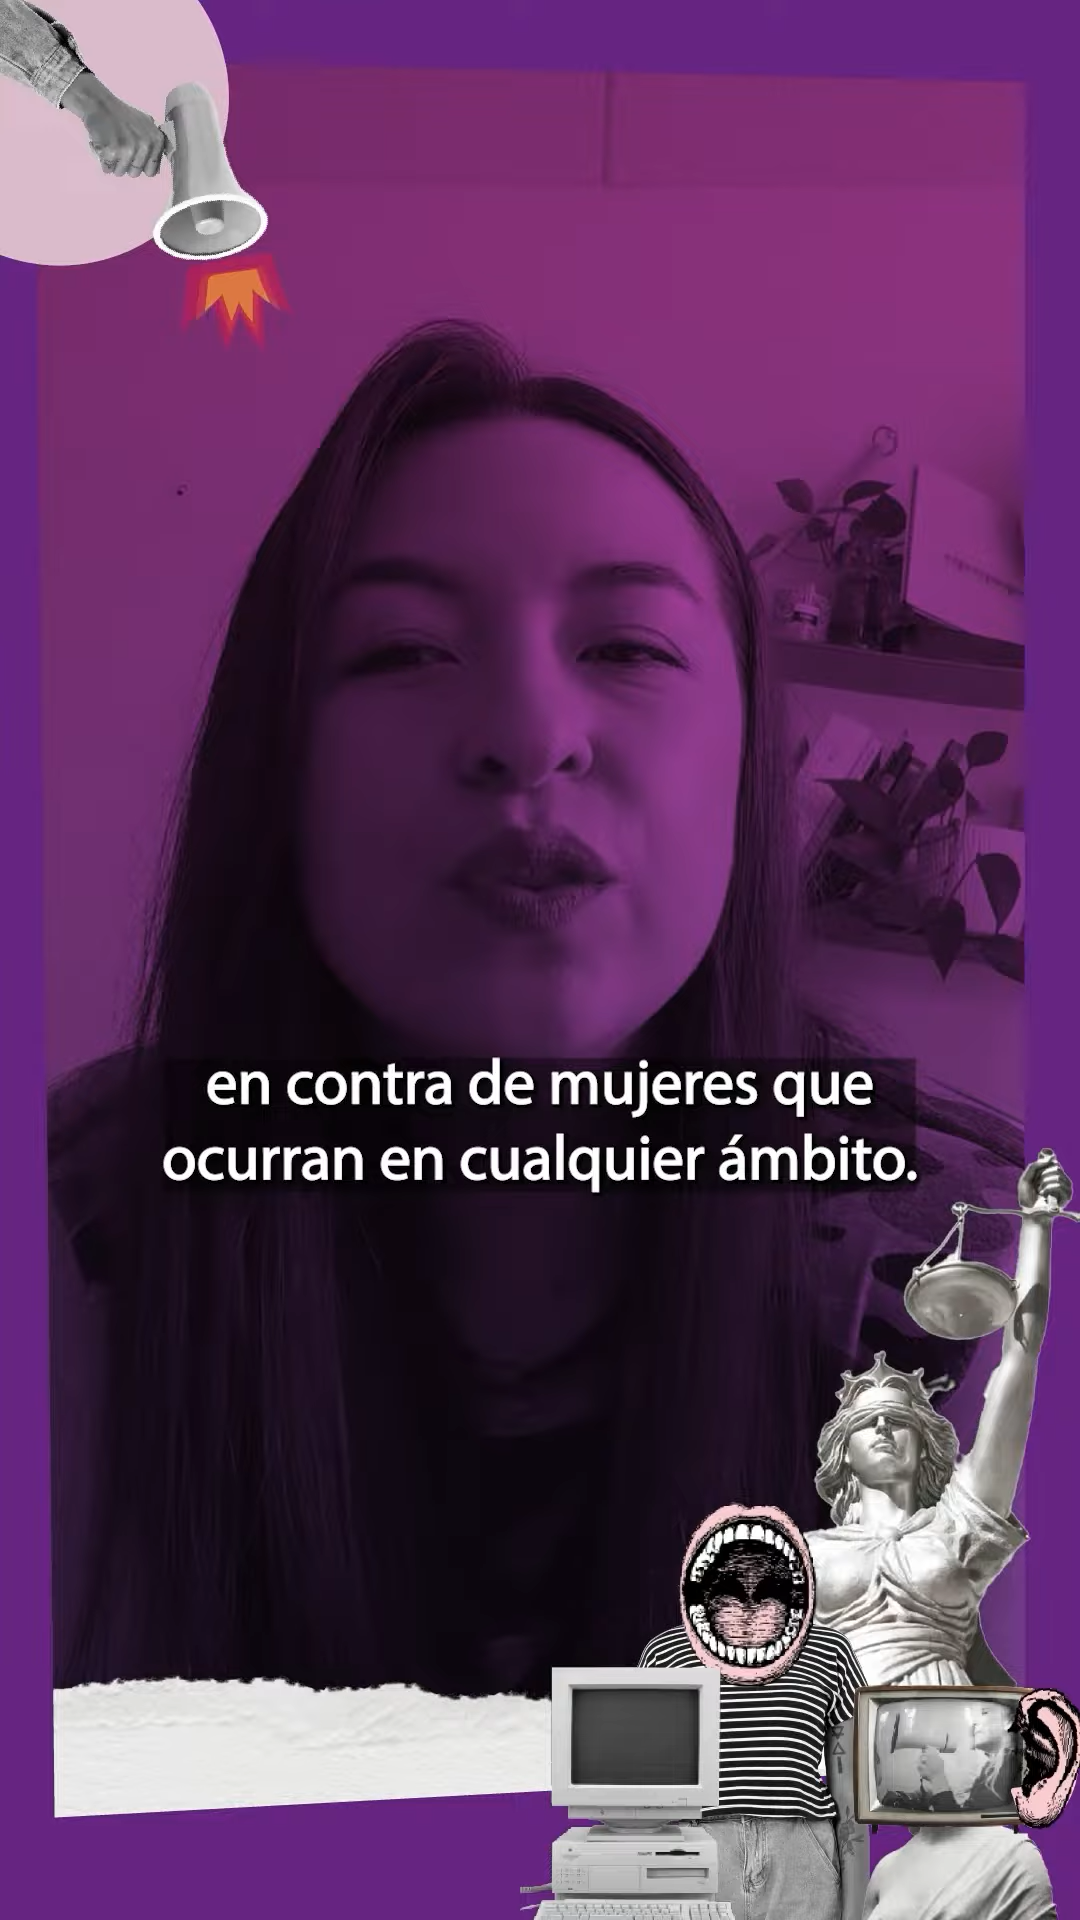 en contra de mujeres que
ocurran en cualquier ámbito.